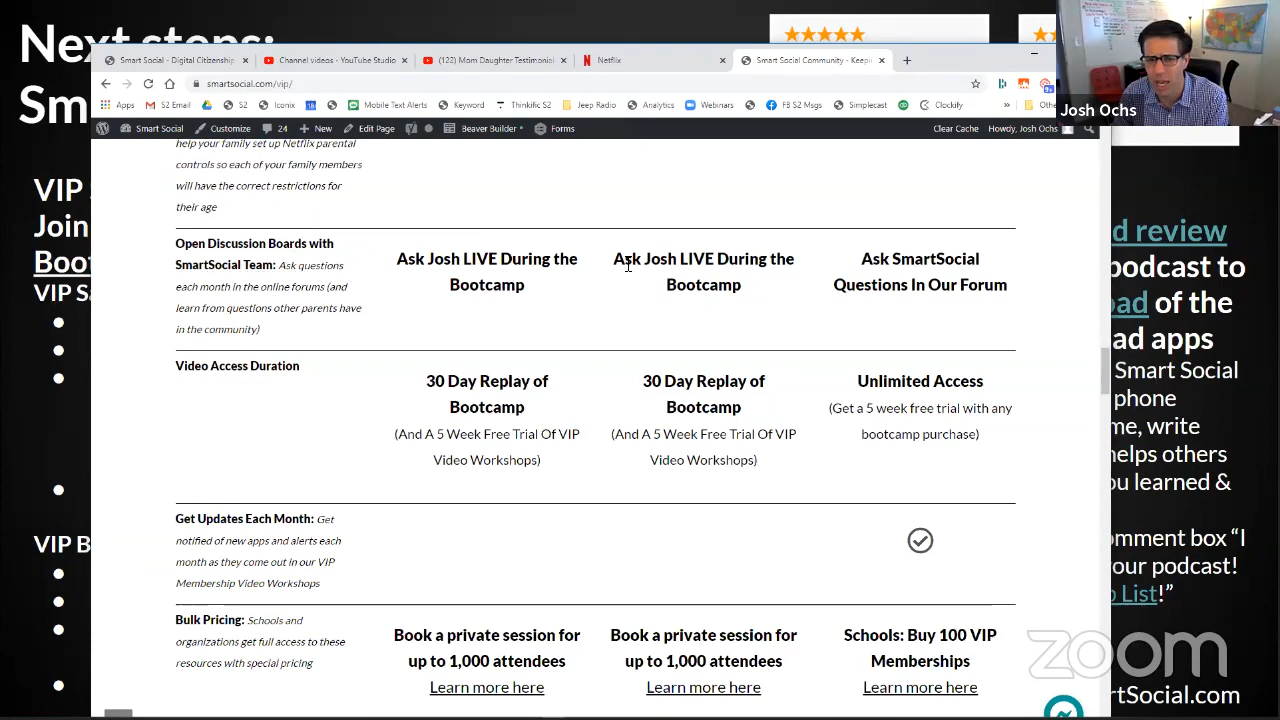 Next steps:
Sm
Smart Social - Digital Citizenship
Channel videos - YouTube Studio
(122) Mom Daughter Testimonial
Netflix
Smart Social Community - Keepi
smartsocial.com/vip/
Apps
S2 Email
S2
Iconix
Mobile Text Alerts
Keyword
Thinkific S2
Jeep Radio
Analytics
Webinars
FB S2 Msgs
Simplecast
Clockify
»
Josh Ochs
Smart Social
Customize
24
New
Edit Page
Beaver Builder
Forms
Clear Cache
Howdy, Josh Ochs
help your family set up Netflix parental
controls so each of your family members
will have the correct restrictions for
their age
Open Discussion Boards with
SmartSocial Team: Ask questions
each month in the online forums (and
learn from questions other parents have
in the community)
Ask Josh LIVE During the
Bootcamp
Ask Josh LIVE During the
Bootcamp
Ask SmartSocial
Questions In Our Forum
Video Access Duration
30 Day Replay of
Bootcamp
(And A 5 Week Free Trial Of VIP
Video Workshops)
30 Day Replay of
Bootcamp
(And A 5 Week Free Trial Of VIP
Video Workshops)
Unlimited Access
(Get a 5 week free trial with any
bootcamp purchase)
Get Updates Each Month: Get
notified of new apps and alerts each
month as they come out in our VIP
Membership Video Workshops
Bulk Pricing: Schools and
organizations get full access to these
resources with special pricing
Book a private session for
up to 1,000 attendees
Learn more here
Book a private session for
up to 1,000 attendees
Learn more here
Schools: Buy 100 VIP
Memberships
Learn more here
VIP
Join
Boo
VIP Sa
VIP B
d review
podcast to
oad of the
ad apps
Smart Social
phone
me, write
helps others
ou learned &
mment box “I
our podcast!
p List!”
rtSocial.com
zoom